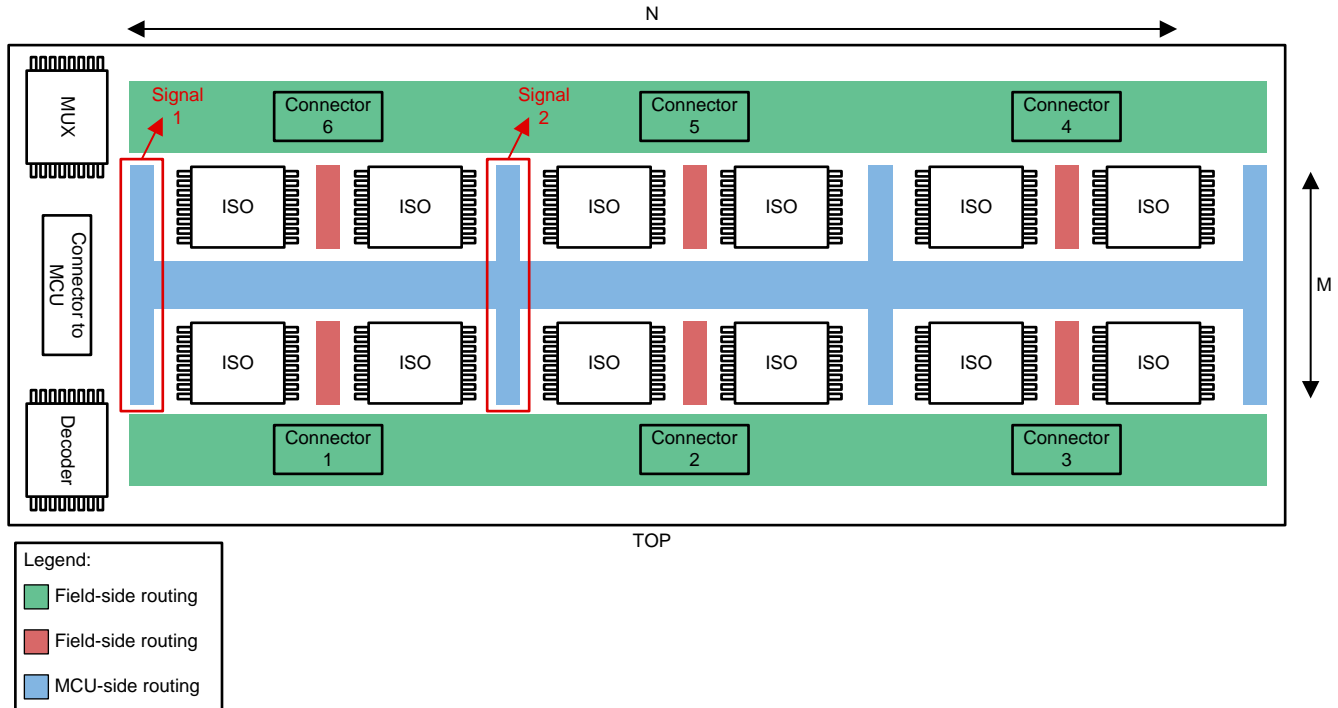 N
MUX
Signal
1
Connector
6
Signal
2
Connector
5
Connector
4
ISO
ISO
ISO
ISO
ISO
ISO
Connector to
MCU
M
ISO
ISO
ISO
ISO
ISO
ISO
Decoder
Connector
1
Connector
2
Connector
3
TOP
Legend:
Field-side routing
Field-side routing
MCU-side routing